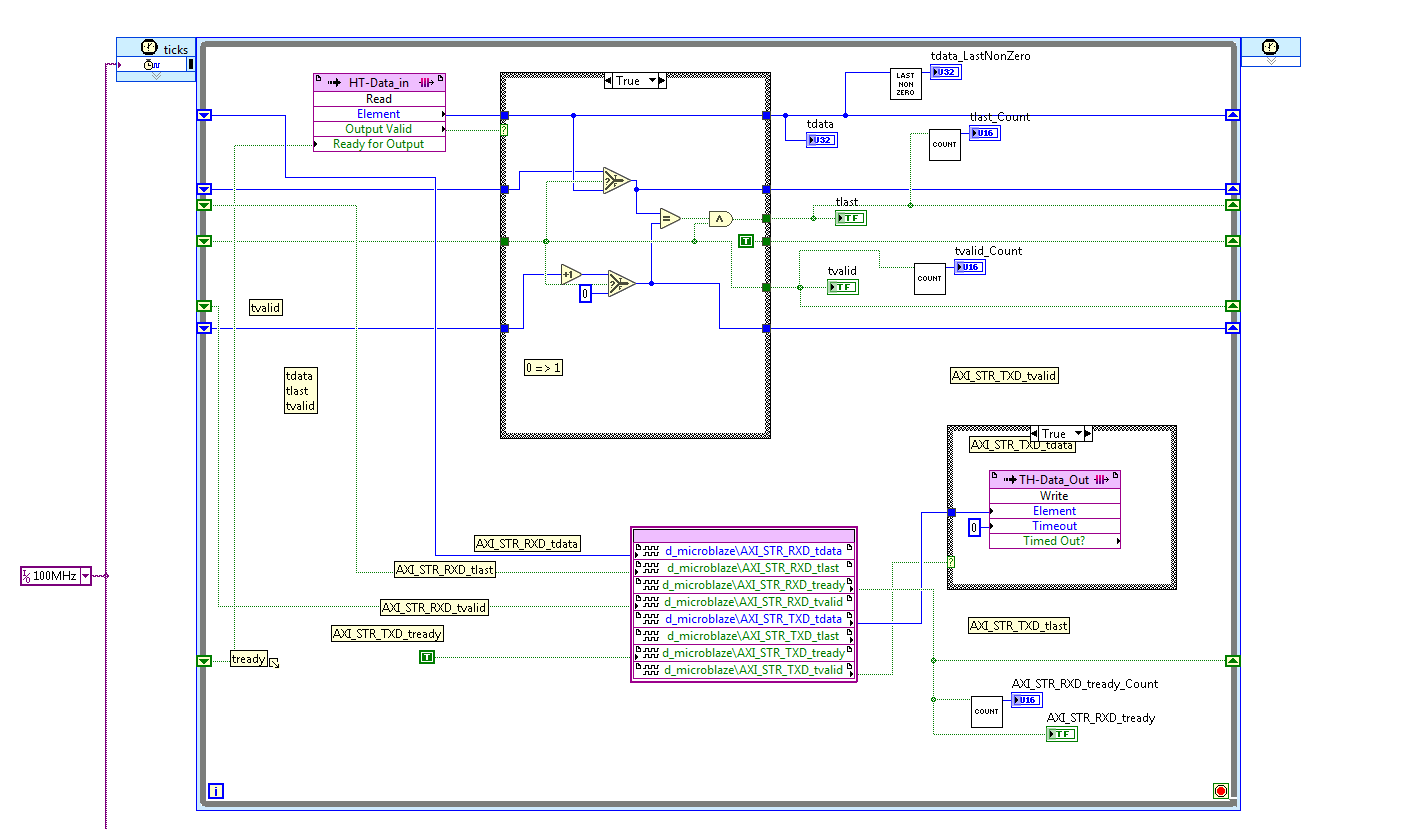 ticks
tdata_LastNonZero
LAST
NON
ZERO
U32
HT-Data_in
Read
Element
Output Valid
Ready for Output
True
?
tdata
U32
tlast_Count
COUNT
U16
tlast
TF
=
T
tvalid_Count
COUNT
U16
tvalid
TF
+1
0
tvalid
0 = > 1
tdata
tlast
tvalid
AXI_STR_TXD_tvalid
True
AXI_STR_TXD_tdata
TH-Data_Out
Write
Element
0
Timeout
Timed Out?
?
AXI_STR_RXD_tdata
AXI_STR_RXD_tlast
AXI_STR_RXD_tvalid
AXI_STR_TXD_tready
T
d_microblaze\AXI_STR_RXD_tdata
d_microblaze\AXI_STR_RXD_tlast
d_microblaze\AXI_STR_RXD_tready
d_microblaze\AXI_STR_RXD_tvalid
d_microblaze\AXI_STR_TXD_tdata
d_microblaze\AXI_STR_TXD_tlast
d_microblaze\AXI_STR_TXD_tready
d_microblaze\AXI_STR_TXD_tvalid
100MHz
AXI_STR_TXD_tlast
tready
AXI_STR_RXD_tready_Count
COUNT
U16
AXI_STR_RXD_tready
TF
i